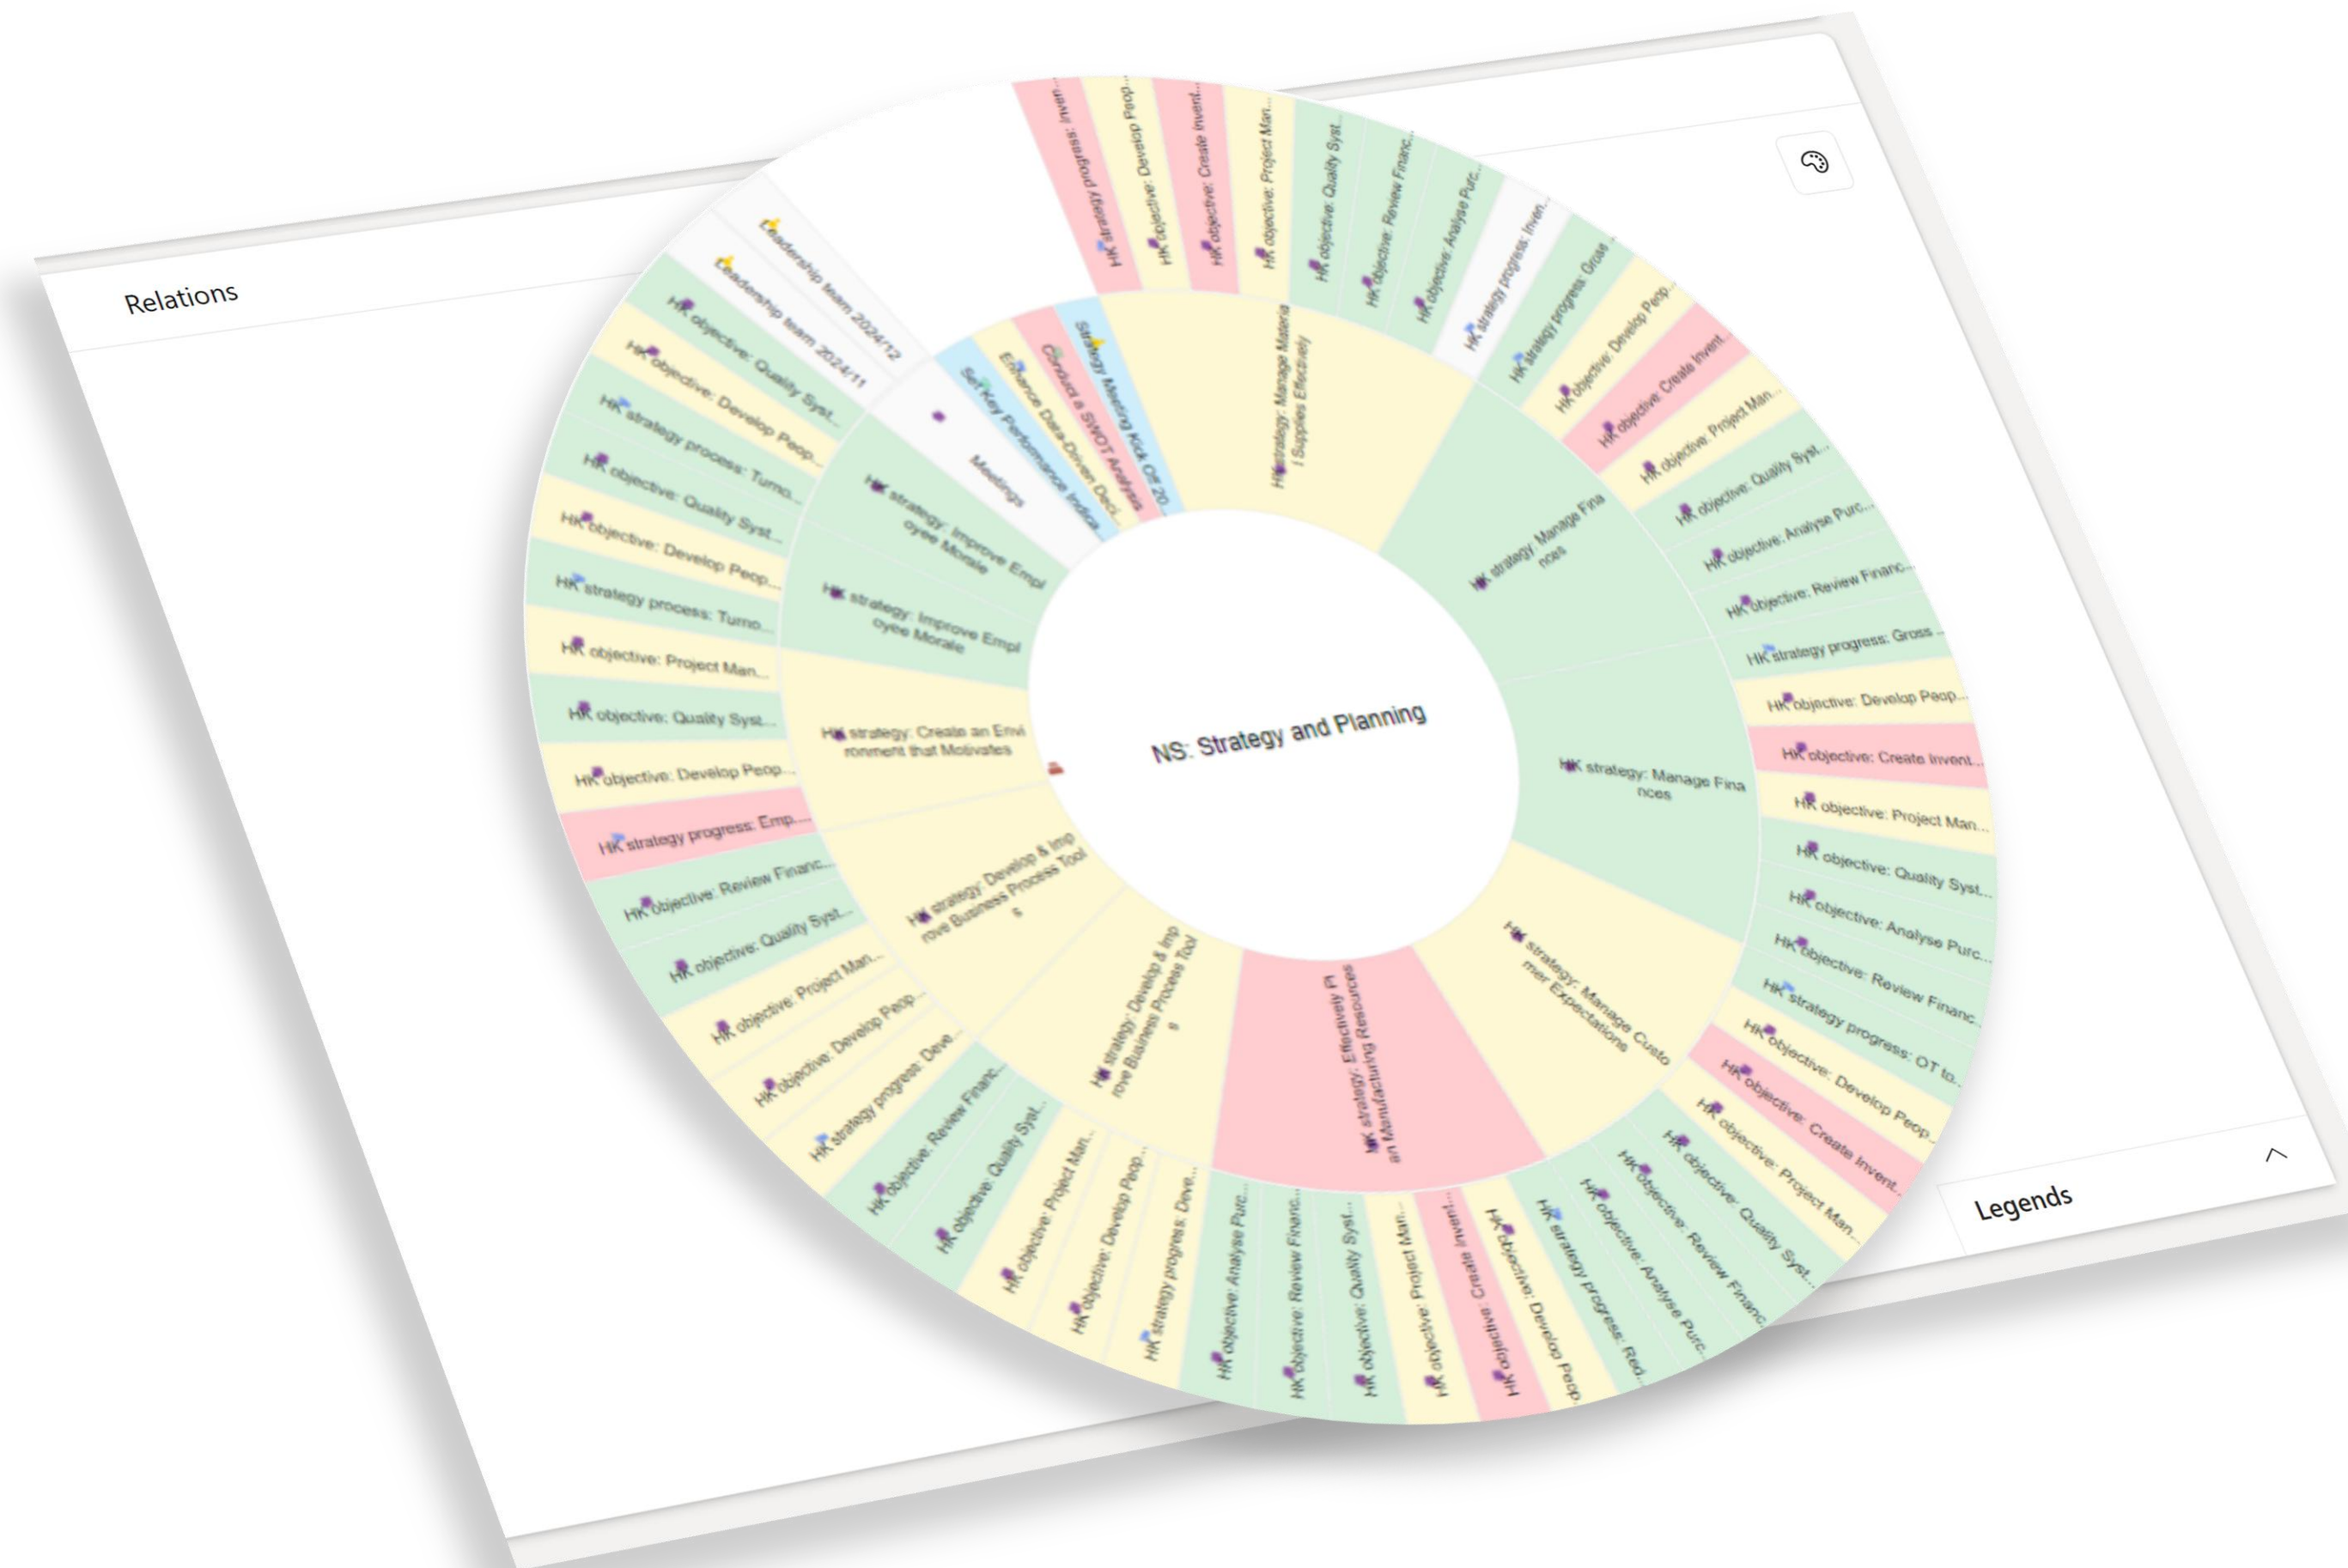 Relations
Legends
NS: Strategy and Planning
HK strategy: Manage Materia
l Supplies Effectively
HK strategy: Manage Fina
nces
HK strategy: Manage Fina
nces
HK strategy: Manage Custo
mer Expectations
HK strategy: Effectively Pl
an Manufacturing Resources
HK strategy: Develop & Imp
rove Business Process Tool
s
HK strategy: Develop & Imp
rove Business Process Tool
s
HK strategy: Create an Envi
ronment that Motivates
HK strategy: Improve Empl
oyee Morale
HK strategy: Improve Empl
oyee Morale
Meetings
Set Key Performance Indica...
Enhance Data-Driven Deci...
Conduct a SWOT Analysis
Strategy Meeting Kick Off 20...
HK strategy progress: Inven...
HK objective: Develop Peop...
HK objective: Create Invent...
HK objective: Project Man...
HK objective: Quality Syst...
HK objective: Review Financ...
HK objective: Analyse Purc...
HK strategy progress: Inven...
HK strategy progress: Gross ...
HK objective: Develop Peop...
HK objective: Create Invent...
HK objective: Project Man...
HK objective: Quality Syst...
HK objective: Analyse Purc...
HK objective: Review Financ...
HK strategy progress: Gross ...
HK objective: Develop Peop...
HK objective: Create Invent...
HK objective: Project Man...
HK objective: Quality Syst...
HK objective: Analyse Purc...
HK objective: Review Financ...
HK strategy progress: OT to...
HK objective: Develop Peop...
HK objective: Create Invent...
HK objective: Project Man...
HK objective: Quality Syst...
HK objective: Review Financ...
HK objective: Analyse Purc...
HK strategy progress: Red...
HK objective: Develop Peop...
HK objective: Create Invent...
HK objective: Project Man...
HK objective: Quality Syst...
HK objective: Review Financ...
HK objective: Analyse Purc...
HK strategy progress: Deve...
HK objective: Develop Peop...
HK objective: Project Man...
HK objective: Quality Syst...
HK objective: Review Financ...
HK strategy progress: Deve...
HK objective: Develop Peop...
HK objective: Project Man...
HK objective: Quality Syst...
HK objective: Review Financ...
HK strategy progress: Emp...
HK objective: Develop Peop...
HK objective: Quality Syst...
HK objective: Project Man...
HK strategy process: Turno...
HK objective: Develop Peop...
HK objective: Quality Syst...
HK strategy process: Turno...
HK objective: Develop Peop...
HK objective: Quality Syst...
Leadership team 2024/11
Leadership team 2024/12